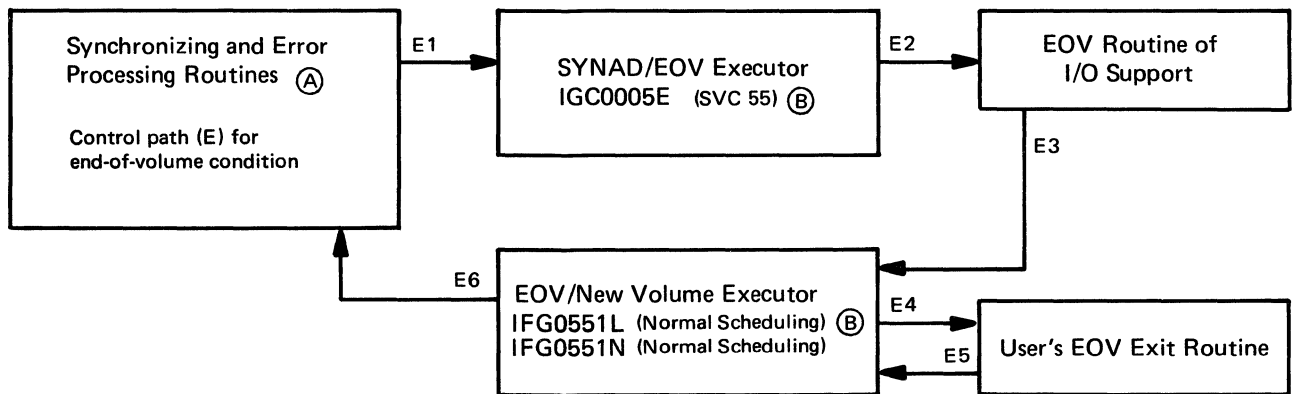 Synchronizing and Error
Processing Routines Ⓐ
Control path (E) for
end-of-volume condition
E1
SYNAD/EOV Executor
IGC0005E (SVC 55) Ⓑ
E2
EOV Routine of
I/O Support
E3
EOV/New Volume Executor
IFG0551L (Normal Scheduling) Ⓑ
IFG0551N (Normal Scheduling)
E4
E5
User's EOV Exit Routine
E6